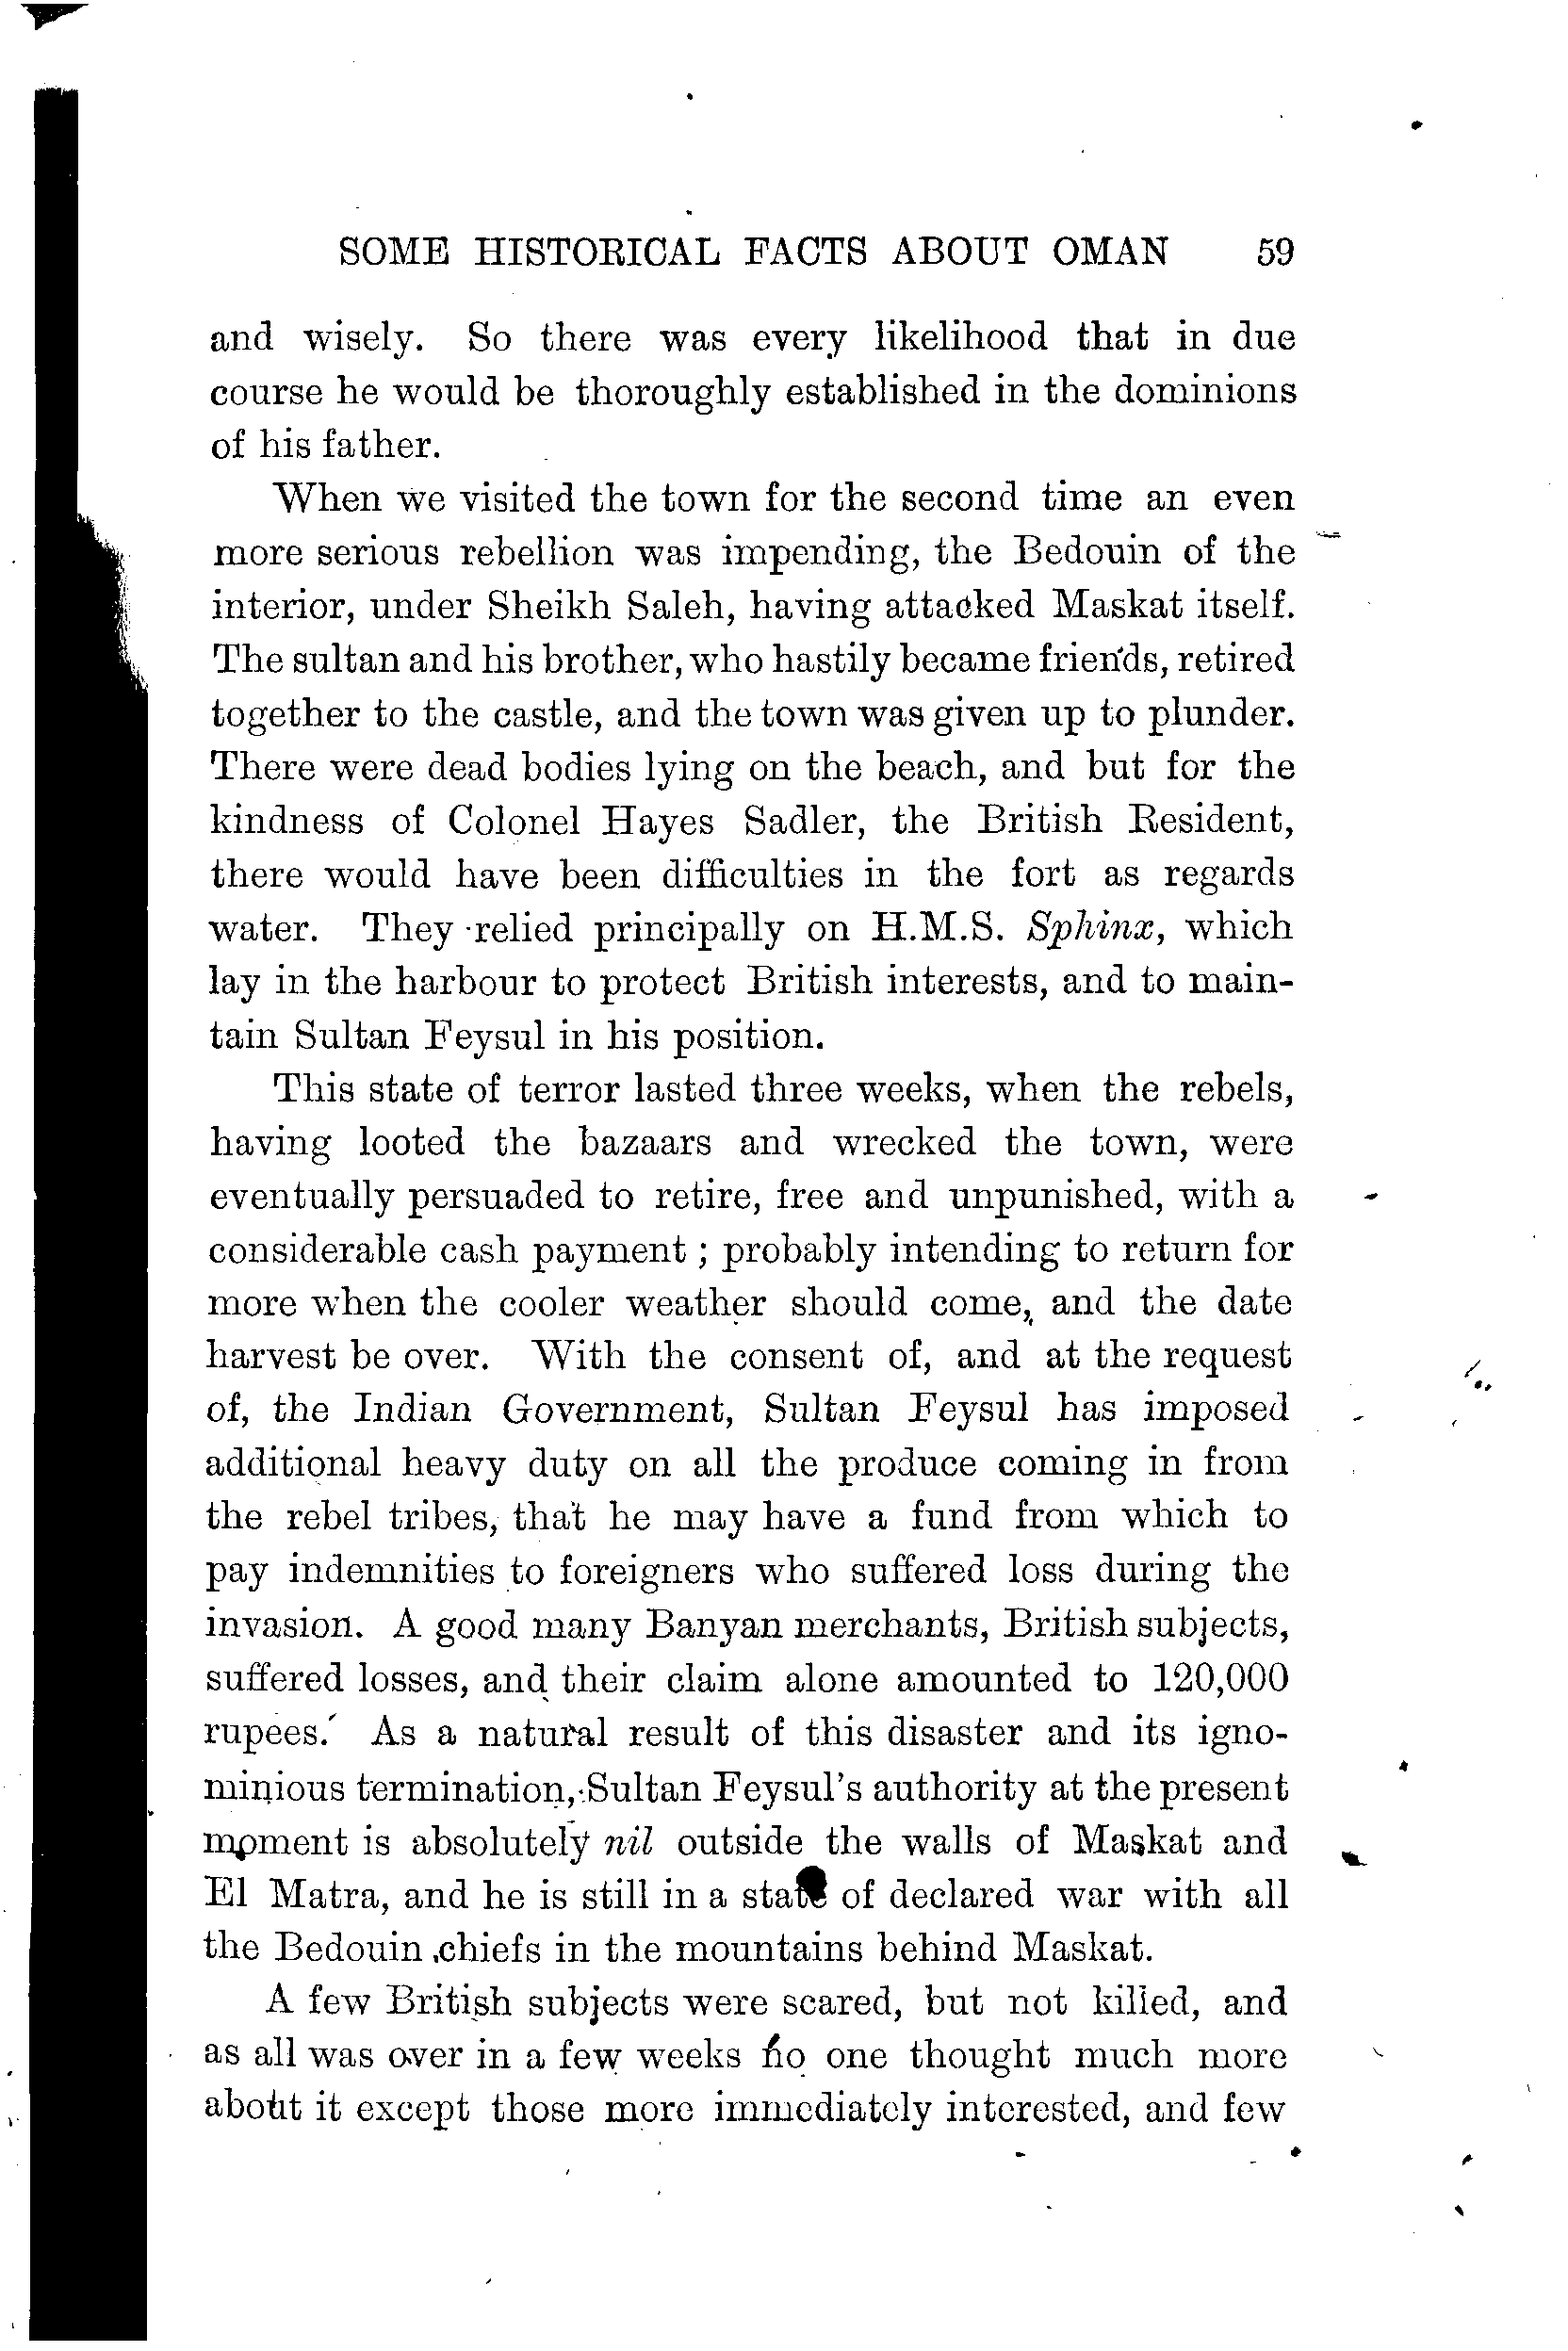 SOME HISTORICAL FACTS ABOUT OMAN 59
and wisely. So there was every likelihood that in due
course he would be thoroughly established in the dominions
of his father.
When we visited the town for the second time an even
more serious rebellion was impending, the Bedouin of the
interior, under Sheikh Saleh, having attacked Maskat itself.
The sultan and his brother, who hastily became friends, retired
together to the castle, and the town was given up to plunder.
There were dead bodies lying on the beach, and but for the
kindness of Colonel Hayes Sadler, the British Resident,
there would have been difficulties in the fort as regards
water. They relied principally on H.M.S. Sphinx, which
lay in the harbour to protect British interests, and to main-
tain Sultan Feysul in his position.
This state of terror lasted three weeks, when the rebels,
having looted the bazaars and wrecked the town, were
eventually persuaded to retire, free and unpunished, with a
considerable cash payment ; probably intending to return for
more when the cooler weather should come, and the date
harvest be over. With the consent of, and at the request
of, the Indian Government, Sultan Feysul has imposed
additional heavy duty on all the produce coming in from
the rebel tribes, that he may have a fund from which to
pay indemnities to foreigners who suffered loss during the
invasion. A good many Banyan merchants, British subjects,
suffered losses, and their claim alone amounted to 120,000
rupees. As a natural result of this disaster and its igno-
minious termination, Sultan Feysul's authority at the present
moment is absolutely nil outside the walls of Maskat and
El Matra, and he is still in a state of declared war with all
the Bedouin chiefs in the mountains behind Maskat.
A few British subjects were scared, but not killed, and
as all was over in a few weeks no one thought much more
about it except those more immediately interested, and few